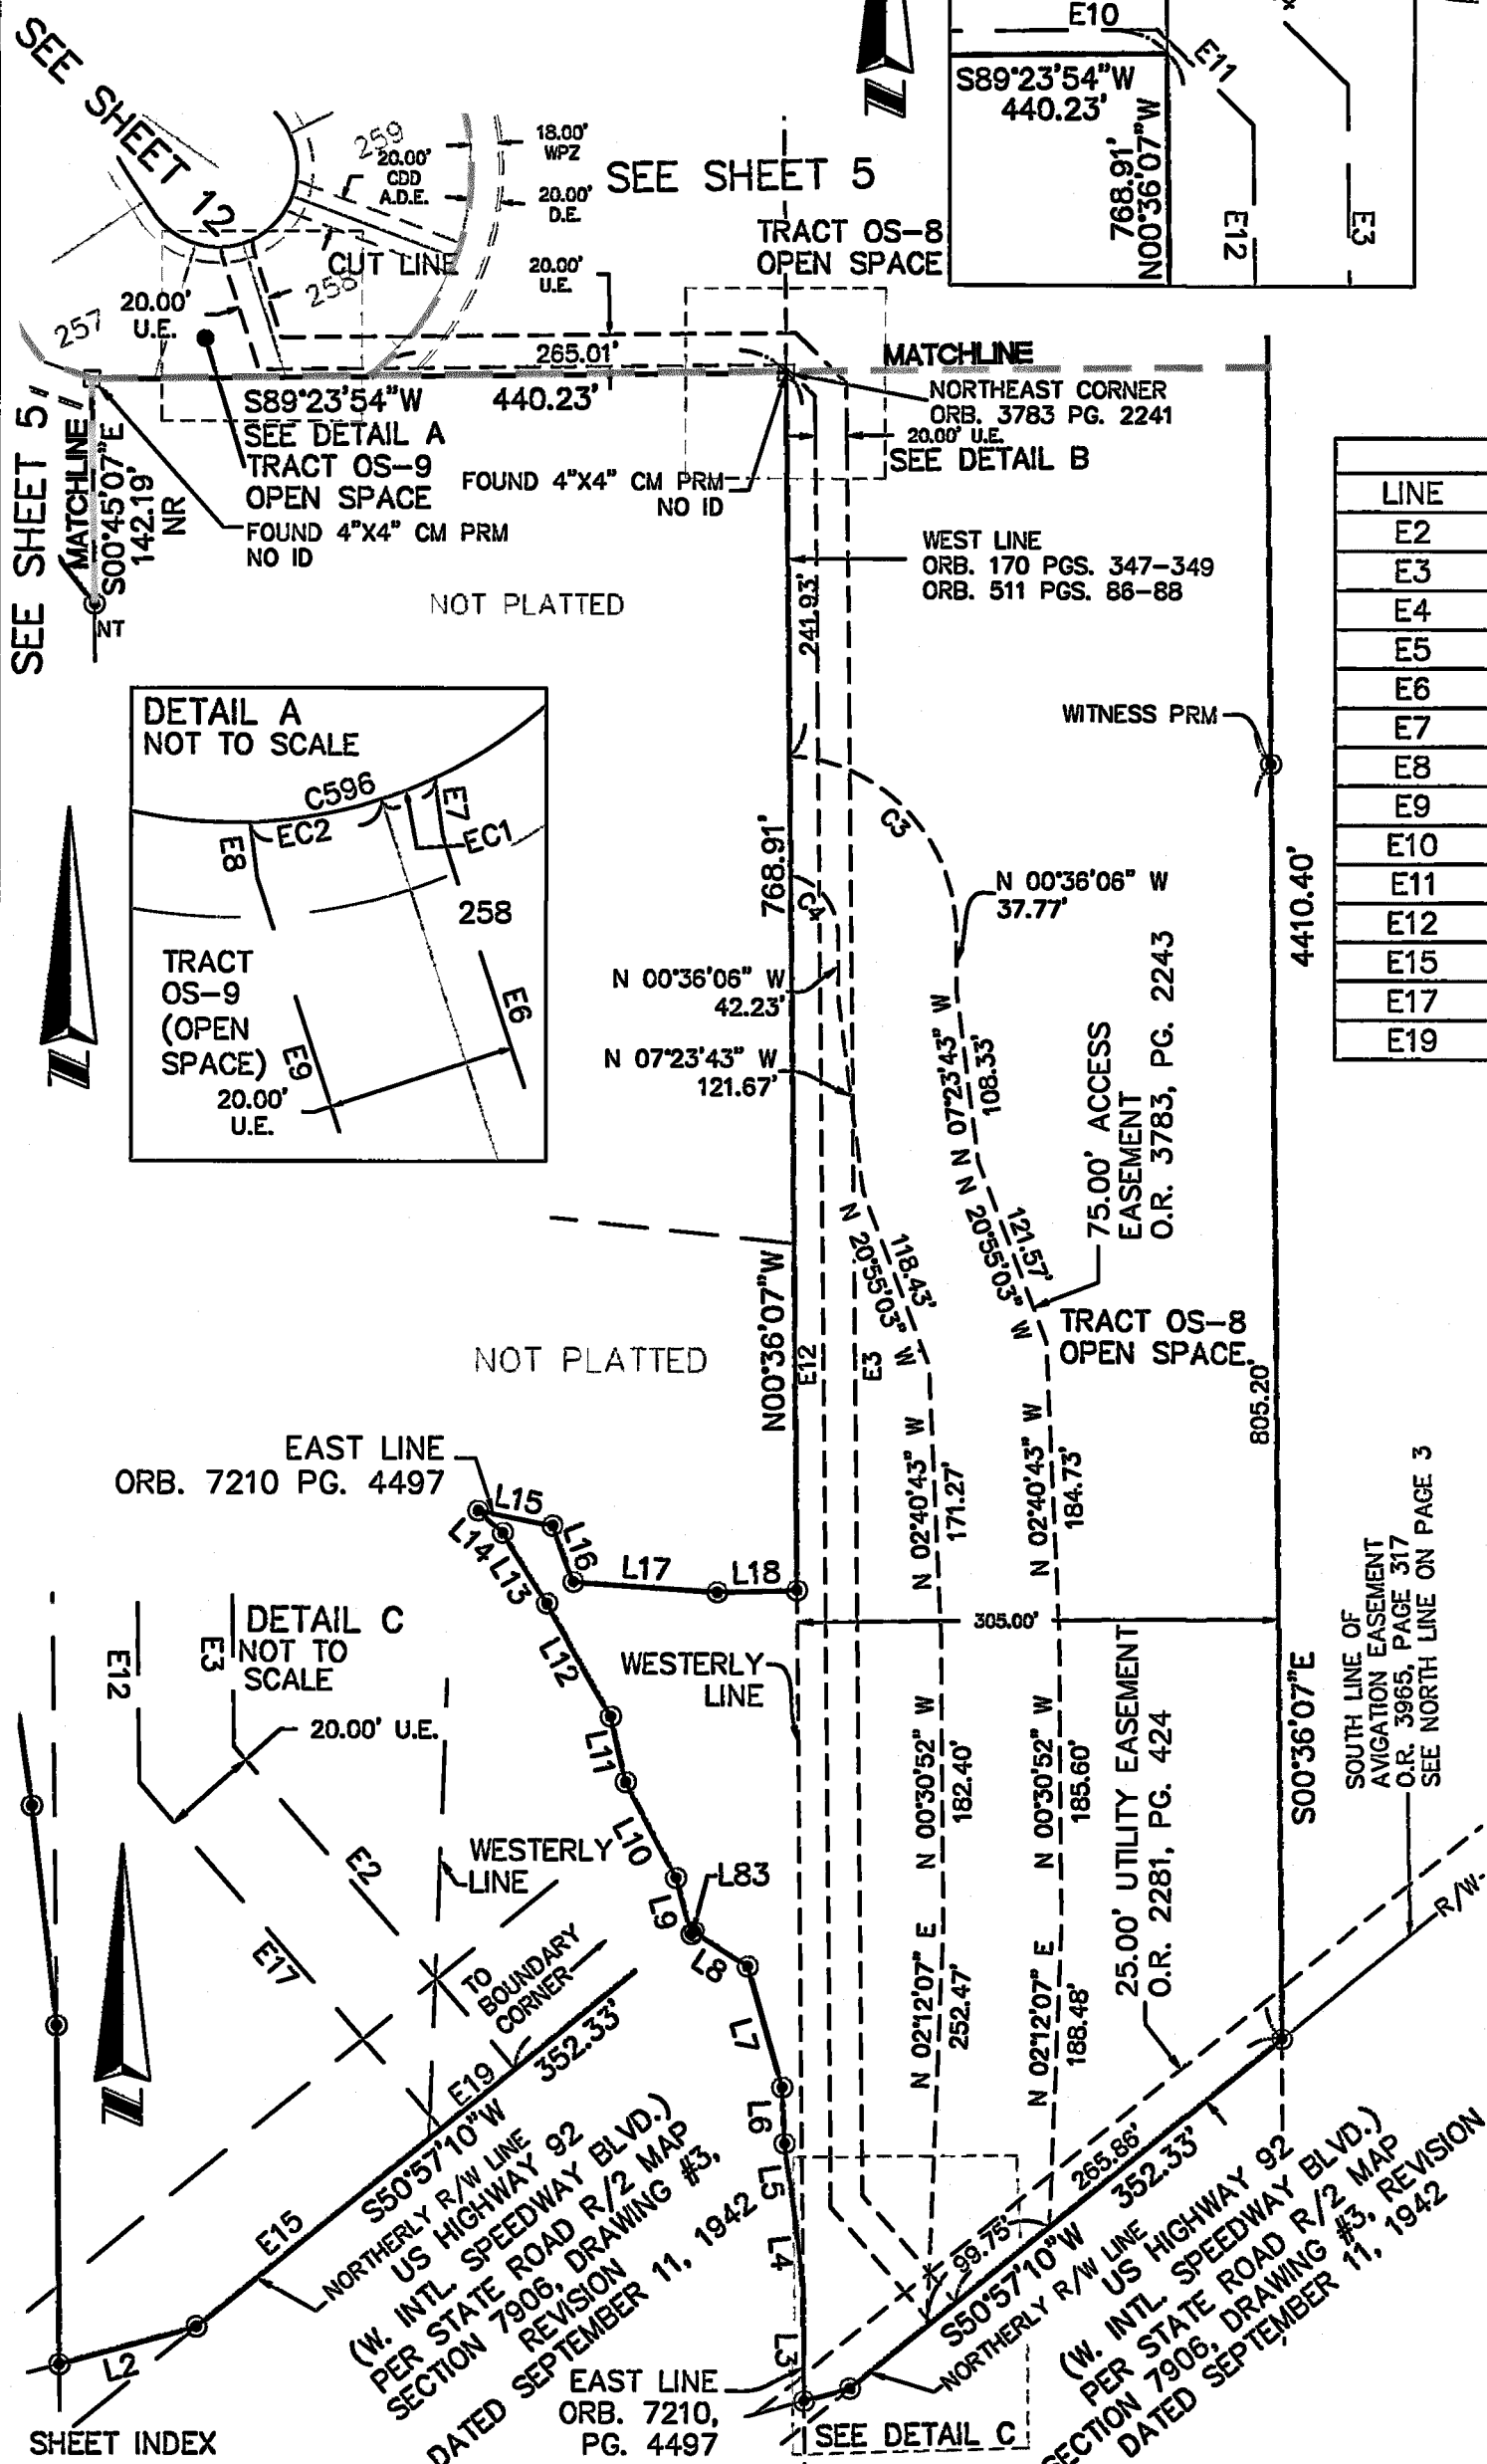 SEE SHEET 12
259
20.00'
CDD
A.D.E.
18.00'
WPZ
20.00'
D.E.
SEE SHEET 5
TRACT OS-8
OPEN SPACE
E10
E11
S89°23'54"W
440.23'
768.91'
N00°36'07"W
E12
E3
CUT LINE
258
257
20.00'
U.E.
20.00'
U.E.
265.01'
MATCHLINE
S89°23'54"W
440.23'
SEE DETAIL A
TRACT OS-9
OPEN SPACE
FOUND 4"X4" CM PRM
NO ID
FOUND 4"X4" CM PRM
NO ID
NORTHEAST CORNER
ORB. 3783 PG. 2241
20.00' U.E.
SEE DETAIL B
SEE SHEET 5
MATCHLINE
S00°45'07"E
142.19'
NR
NT
NOT PLATTED
WEST LINE
ORB. 170 PGS. 347-349
ORB. 511 PGS. 86-88
241.93'
LINE
E2
E3
E4
E5
E6
E7
E8
E9
E10
E11
E12
E15
E17
E19
DETAIL A
NOT TO SCALE
C596
EC2
EC1
E7
E8
258
TRACT
OS-9
(OPEN
SPACE)
E9
E6
20.00'
U.E.
WITNESS PRM
C3
C4
768.91'
N 00°36'06" W
37.77'
N 00°36'06" W
42.23'
N 07°23'43" W
121.67'
N 07°23'43" W
108.33'
4410.40'
75.00' ACCESS
EASEMENT
O.R. 3783, PG. 2243
N 20°55'03" W
118.43'
N 20°55'03" W
121.57'
TRACT OS-8
OPEN SPACE.
N00°36'07"W
E12
E3
NOT PLATTED
805.20'
EAST LINE
ORB. 7210 PG. 4497
L15
L14
L13
L16
L17
L18
L12
L11
L10
L9
L83
L8
L7
L6
L5
L4
L3
N 02°40'43" W
171.27'
N 02°40'43" W
184.73'
305.00'
WESTERLY
LINE
N 00°30'52" W
182.40'
N 00°30'52" W
185.60'
25.00' UTILITY EASEMENT
O.R. 2281, PG. 424
S00°36'07"E
SOUTH LINE OF
AVIGATION EASEMENT
O.R. 3965, PAGE 317
SEE NORTH LINE ON PAGE 3
R/W
N 02°12'07" E
252.47'
N 02°12'07" E
188.48'
DETAIL C
NOT TO
SCALE
E12
E3
20.00' U.E.
E2
E17
WESTERLY
LINE
TO
BOUNDARY
CORNER
E19
352.33'
S50°57'10"W
E15
L2
NORTHERLY R/W LINE
US HIGHWAY 92
(W. INTL. SPEEDWAY BLVD.)
PER STATE ROAD R/2 MAP
SECTION 7906, DRAWING #3,
REVISION
DATED SEPTEMBER 11, 1942
265.86'
352.33'
99.75'
S50°57'10"W
NORTHERLY R/W LINE
US HIGHWAY 92
(W. INTL. SPEEDWAY BLVD.)
PER STATE ROAD R/2 MAP
SECTION 7906, DRAWING #3, REVISION
DATED SEPTEMBER 11, 1942
EAST LINE
ORB. 7210,
PG. 4497
SEE DETAIL C
SHEET INDEX